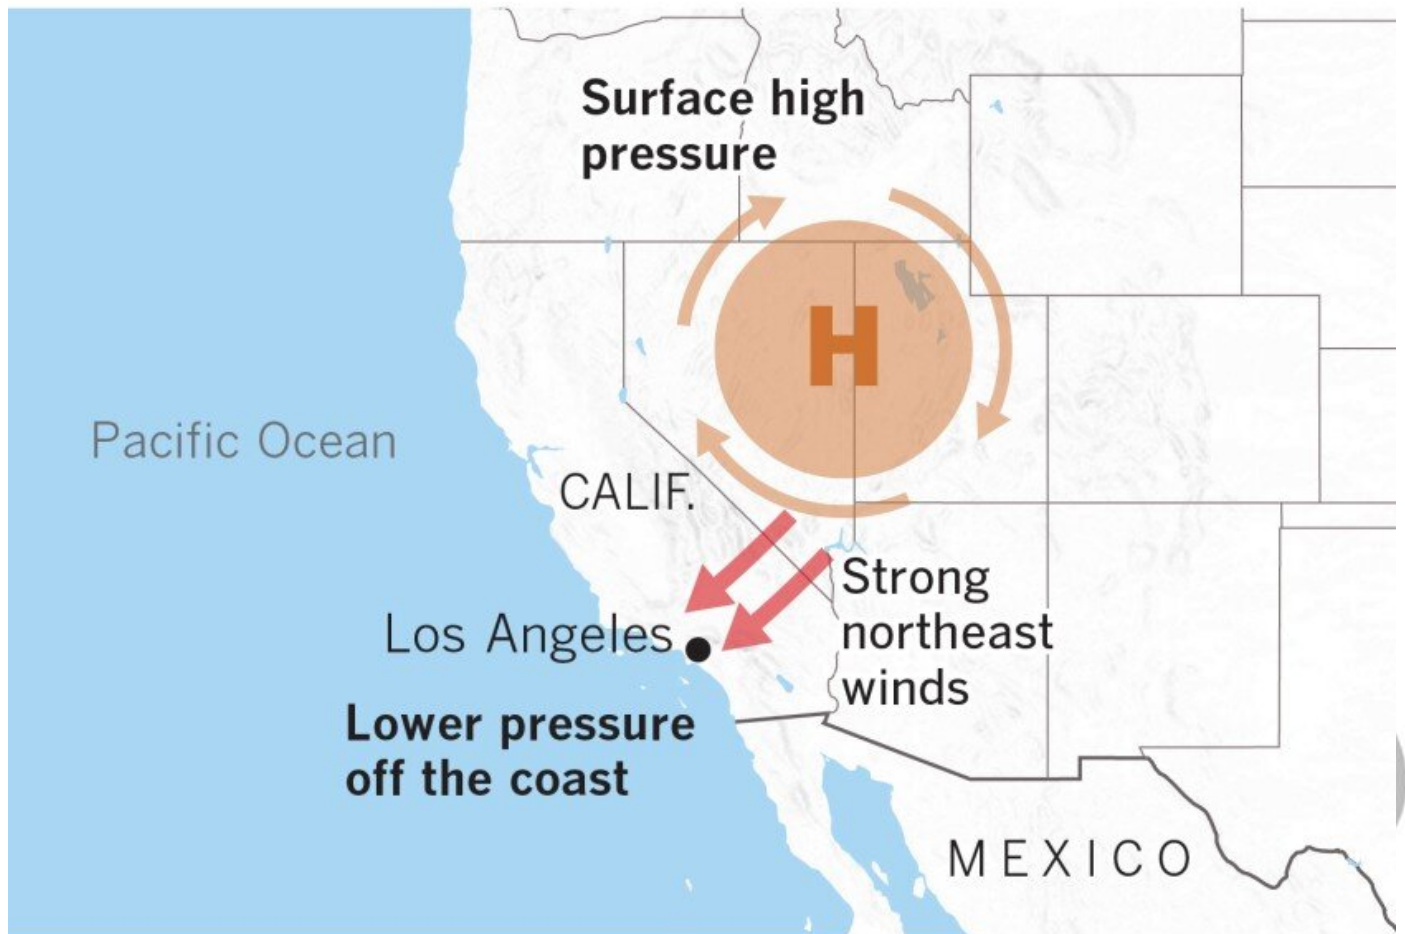 Surface high
pressure
H
Pacific Ocean
CALIF.
Strong
northeast
winds
Los Angeles
Lower pressure
off the coast
MEXICO